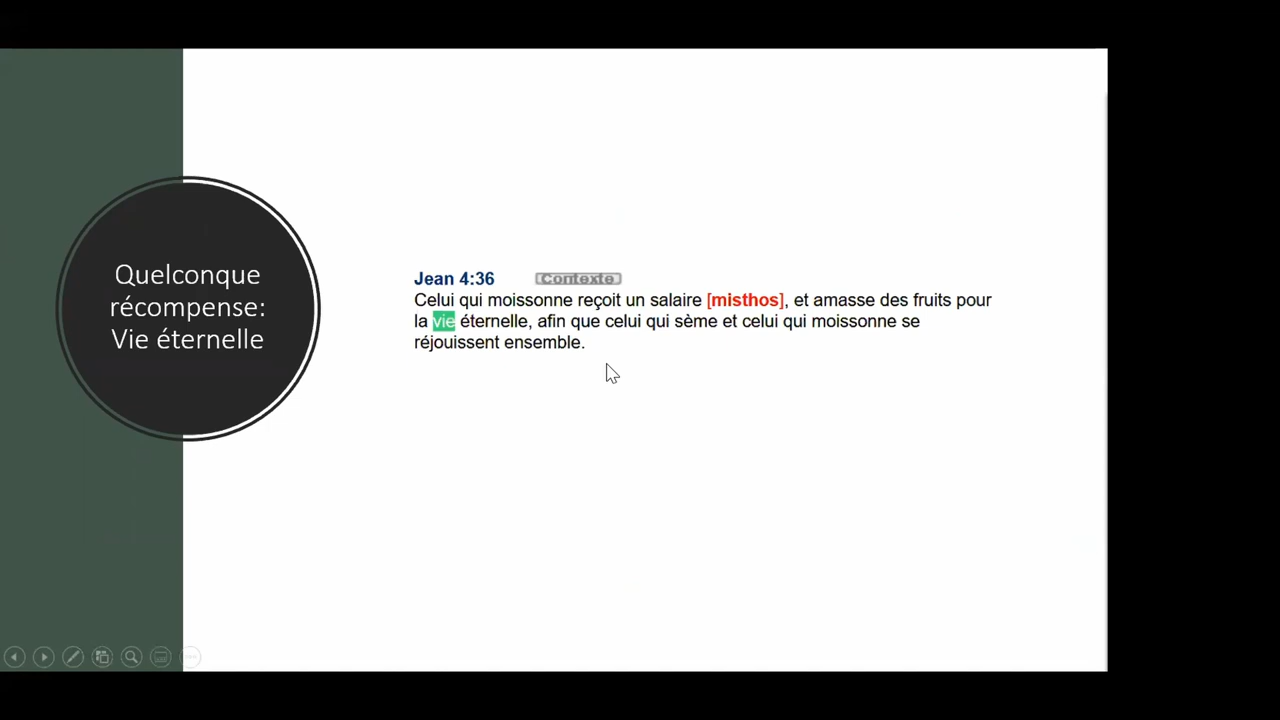 Quelconque
récompense:
Vie éternelle
Jean 4:36 Contexte
Celui qui moissonne reçoit un salaire [misthos], et amasse des fruits pour
la vie éternelle, afin que celui qui sème et celui qui moissonne se
réjouissent ensemble.